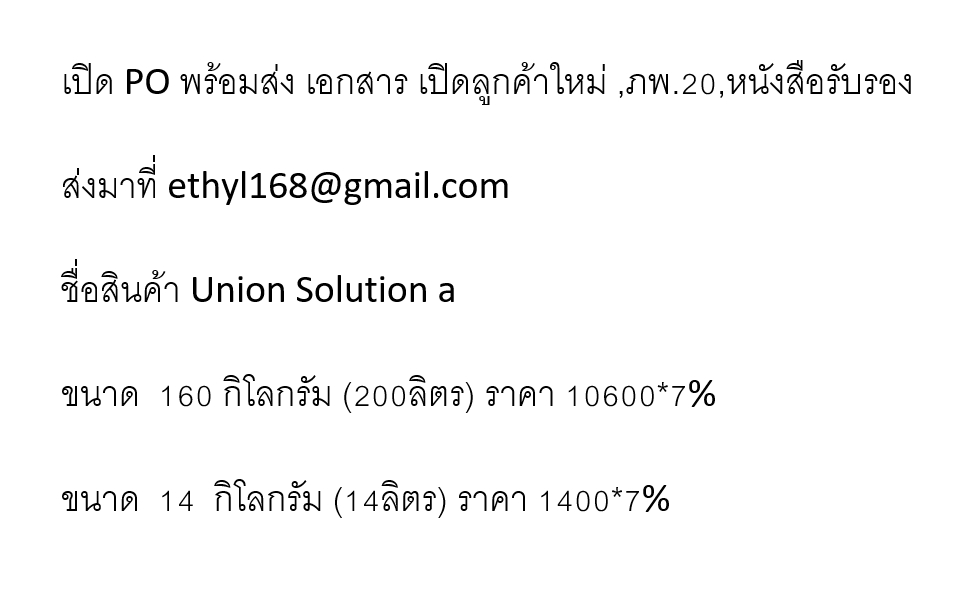 เปิด PO พร้อมส่ง เอกสาร เปิดลูกค้าใหม่ ,ภพ.20,หนังสือรับรอง
ส่งมาที่ ethyl168@gmail.com
ชื่อสินค้า Union Solution a
ขนาด  160 กิโลกรัม (200ลิตร) ราคา 10600*7%
ขนาด  14  กิโลกรัม (14ลิตร) ราคา 1400*7%